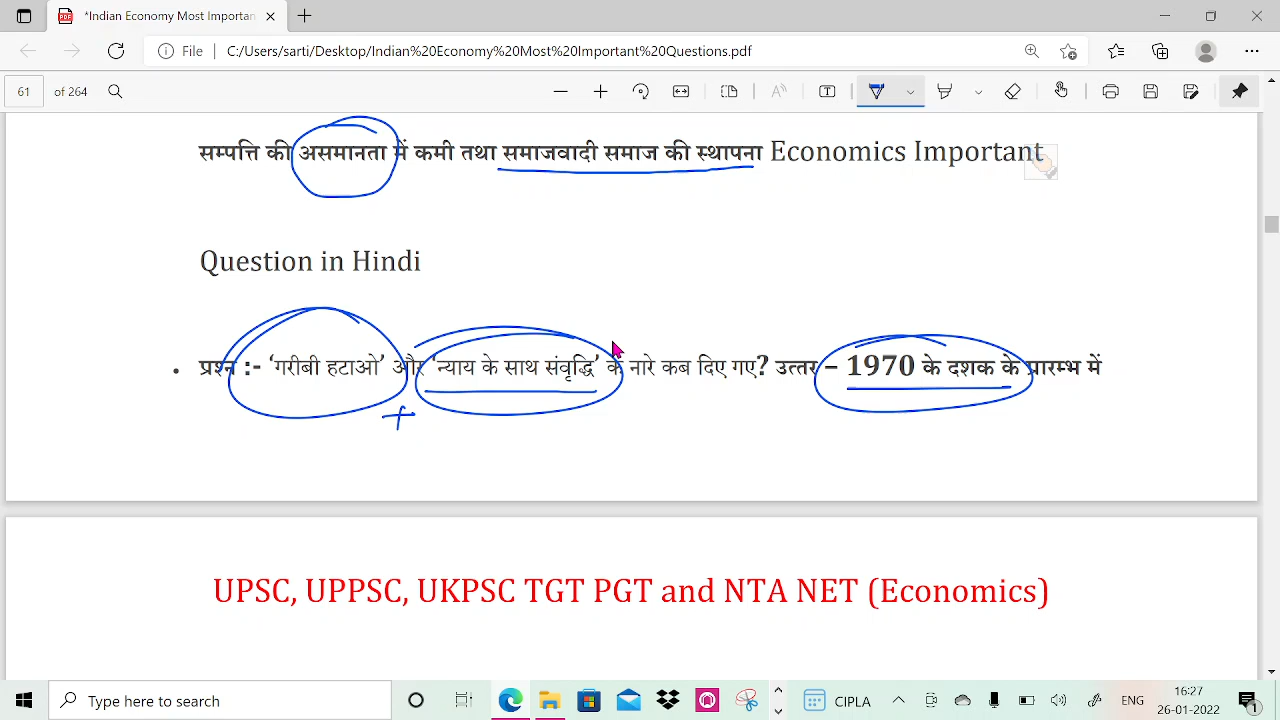 *Indian Economy Most Importan
File
C:/Users/sarti/Desktop/Indian%20Economy%20Most%20Important%20Questions.pdf
61 of 264
सम्पत्ति की असमानता में कमी तथा समाजवादी समाज की स्थापना Economics Important
Question in Hindi
• प्रश्न :- ‘गरीबी हटाओ’ और ‘न्याय के साथ संवृद्धि’ के नारे कब दिए गए? उत्तर – 1970 के दशक के प्रारम्भ में
+
UPSC, UPPSC, UKPSC TGT PGT and NTA NET (Economics)
Type here to search
CIPLA
ENG
16:27
26-01-2022
1